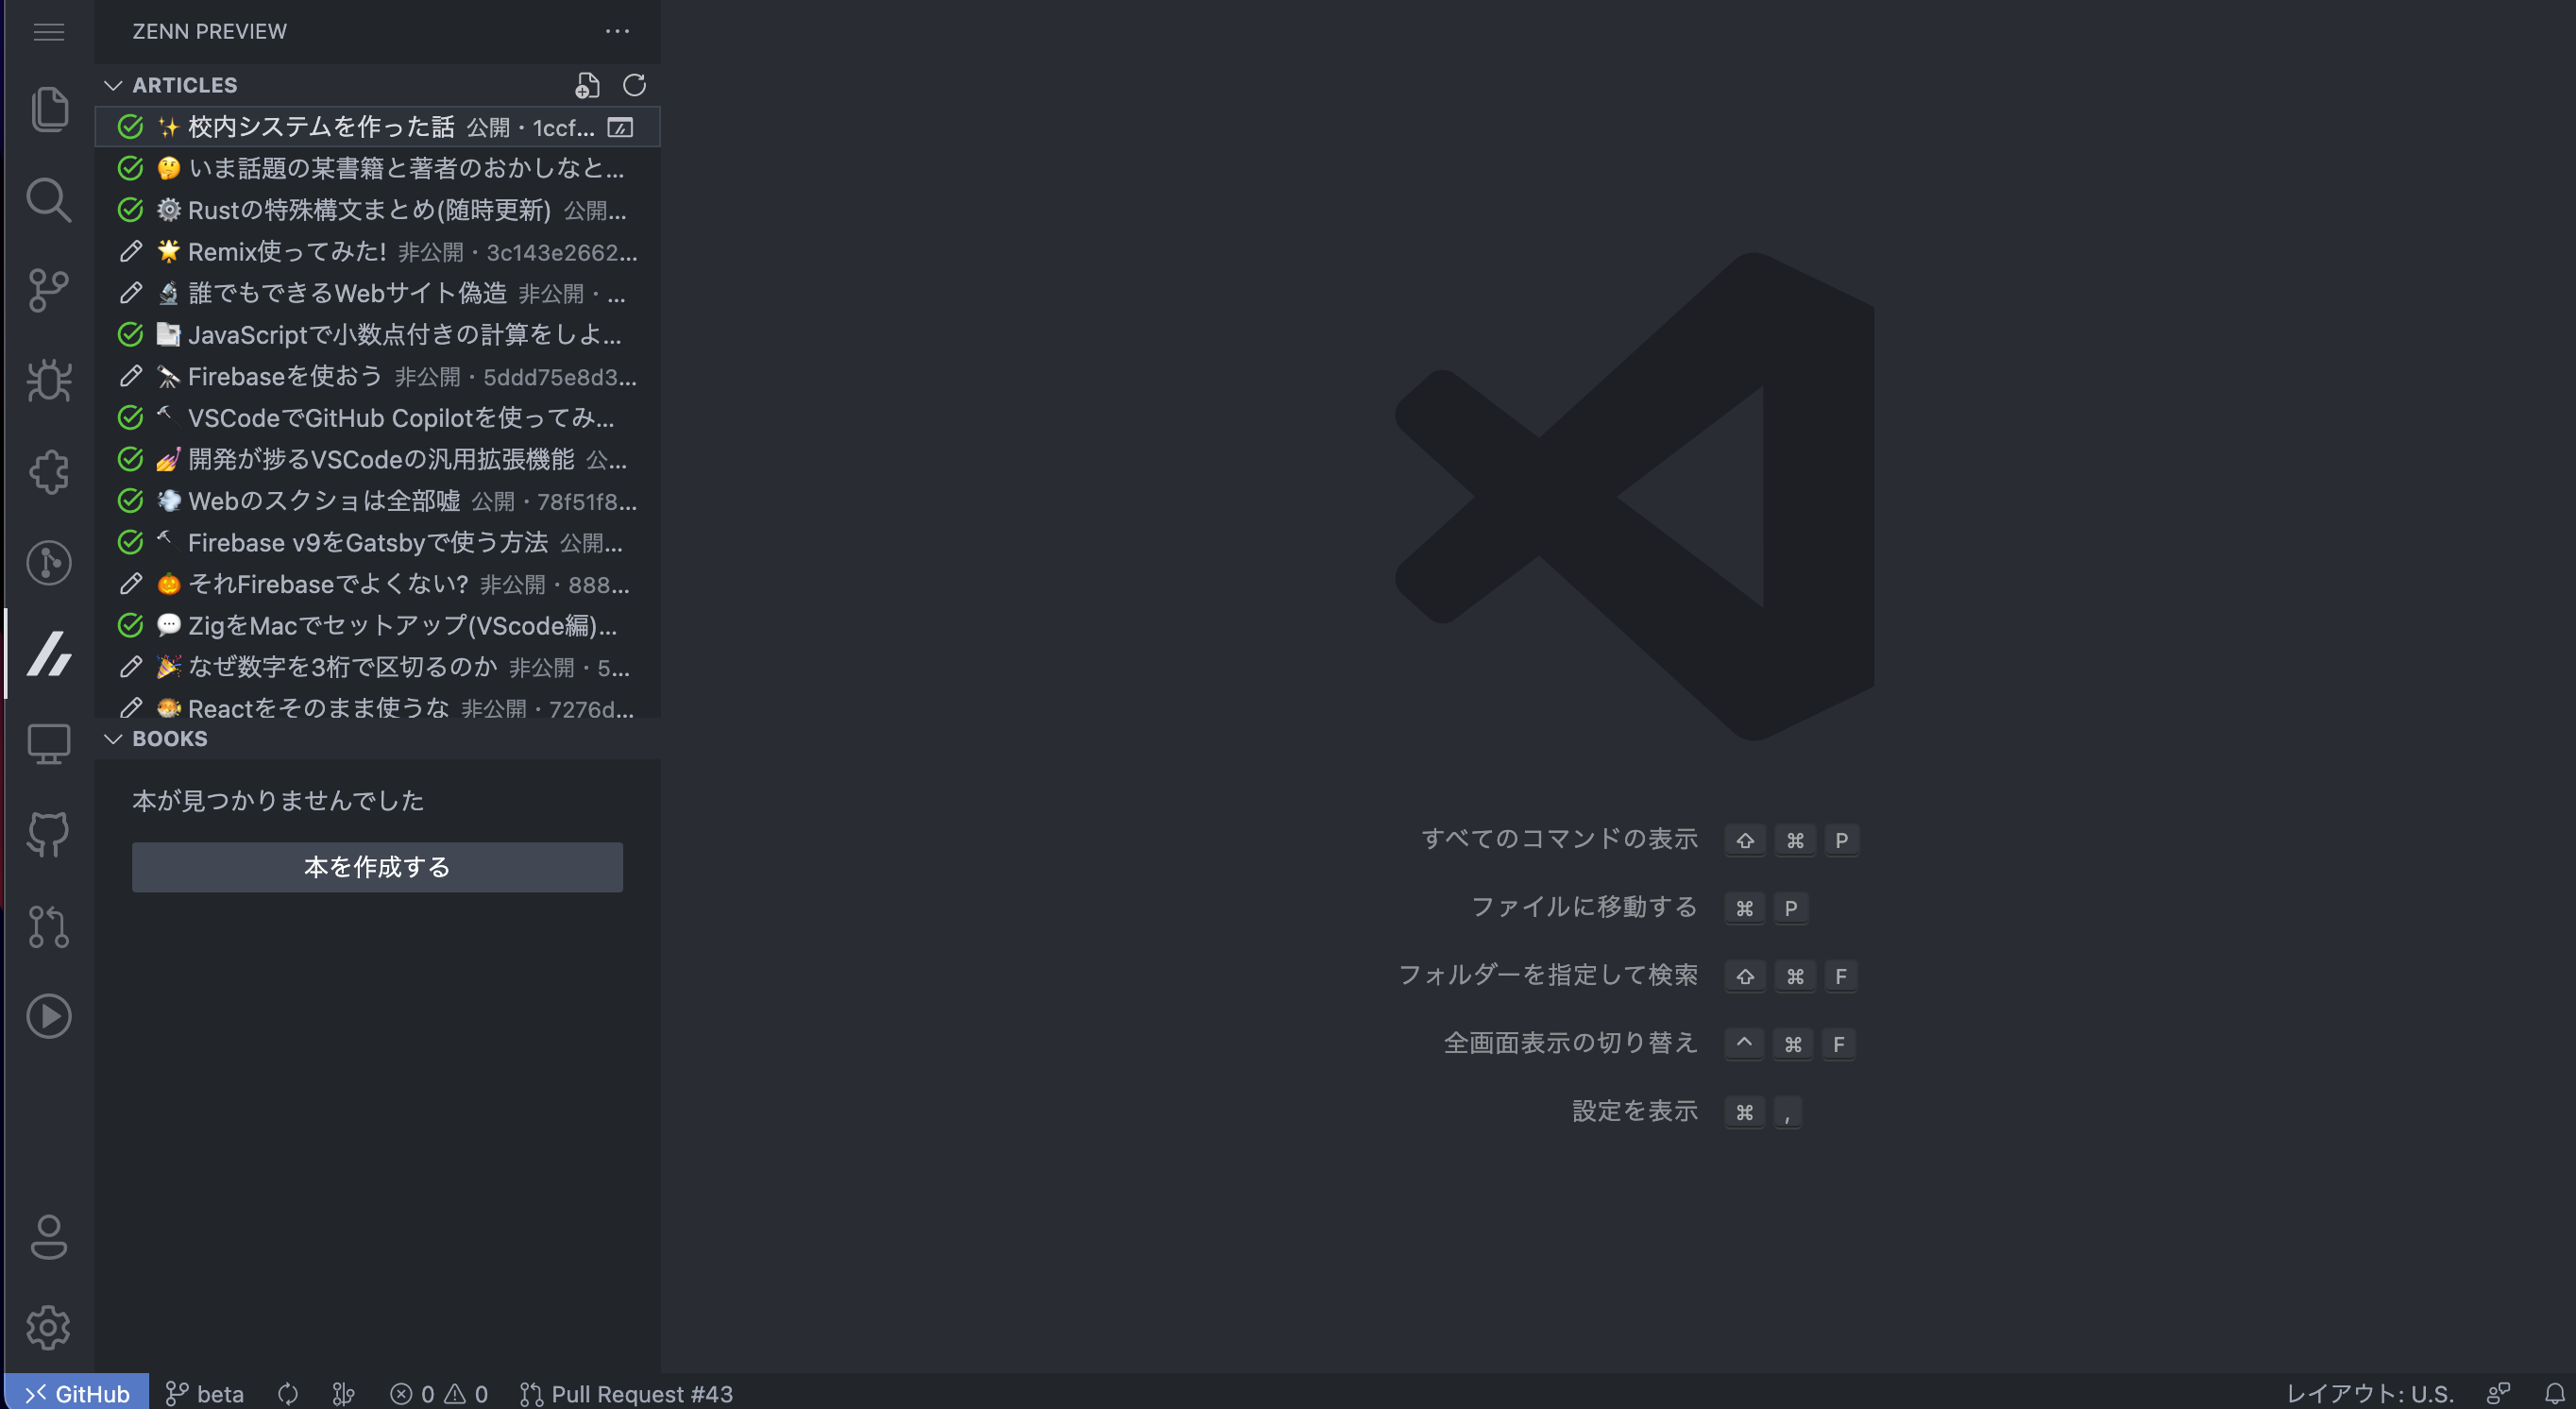 ZENN PREVIEW
ARTICLES
✨ 校内システムを作った話 公開・1ccf...
🤔 いま話題の某書籍と著者のおかしなと...
⚙️ Rustの特殊構文まとめ(随時更新) 公開...
🌟 Remix使ってみた! 非公開・3c143e2662...
🔬 誰でもできるWebサイト偽造 非公開・...
📑 JavaScriptで小数点付きの計算をしよ...
🔭 Firebaseを使おう 非公開・5ddd75e8d3...
⛏ VSCodeでGitHub Copilotを使ってみ...
💅 開発が捗るVSCodeの汎用拡張機能 公...
💨 Webのスクショは全部嘘 公開・78f51f8...
⛏ Firebase v9をGatsbyで使う方法 公開...
🎃 それFirebaseでよくない? 非公開・888...
💬 ZigをMacでセットアップ(VScode編)...
🎉 なぜ数字を3桁で区切るのか 非公開・5...
🐡 Reactをそのまま使うな 非公開・7276d...
BOOKS
本が見つかりませんでした
本を作成する
すべてのコマンドの表示 ⇧ ⌘ P
ファイルに移動する ⌘ P
フォルダーを指定して検索 ⇧ ⌘ F
全画面表示の切り替え ^ ⌘ F
設定を表示 ⌘ ,
GitHub beta 0 0 Pull Request #43 レイアウト: U.S.